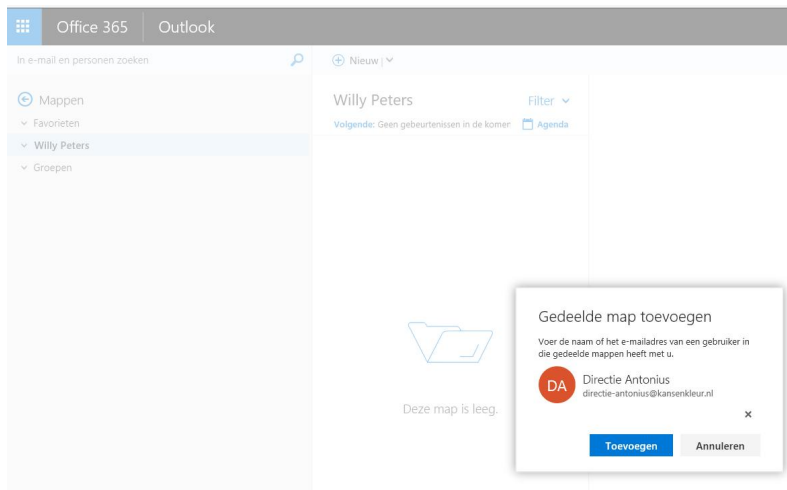 Office 365 Outlook
In e-mail en personen zoeken
Nieuw
Mappen
Favorieten
Willy Peters
Groepen
Willy Peters Filter
Volgende: Geen gebeurtenissen in de komer Agenda
Deze map is leeg.
Gedeelde map toevoegen
Voer de naam of het e-mailadres van een gebruiker in
die gedeelde mappen heeft met u.
DA
Directie Antonius
directie-antonius@kansenkleur.nl
Toevoegen Annuleren